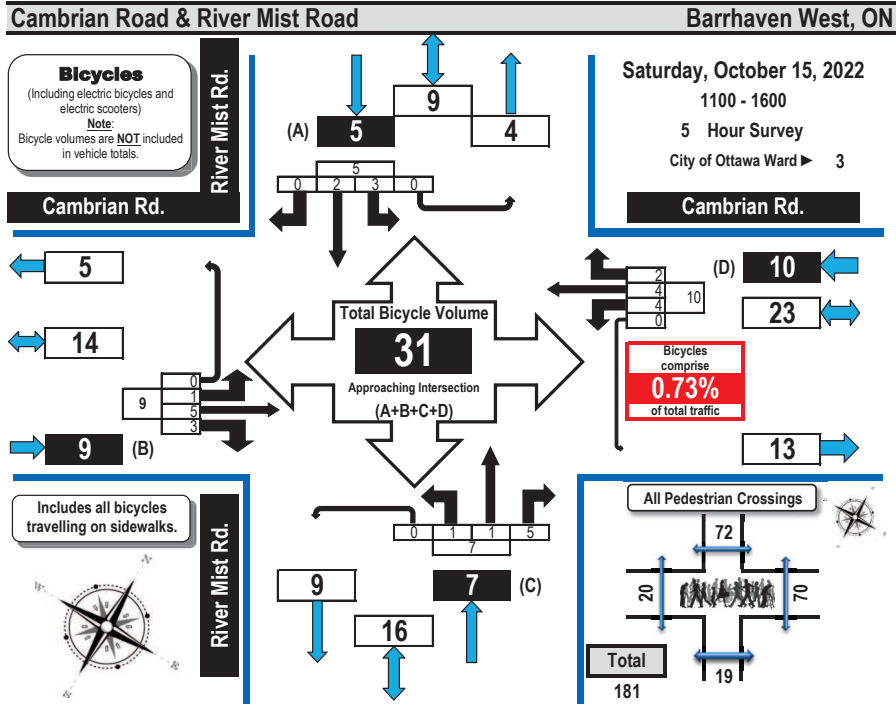 Cambrian Road & River Mist Road
Barrhaven West, ON
Bicycles
(Including electric bicycles and
electric scooters)
Note:
Bicycle volumes are NOT included
in vehicle totals.
River Mist Rd.
Cambrian Rd.
9
(A)
5
4
5
0 2 3 0
Saturday, October 15, 2022
1100 - 1600
5 Hour Survey
City of Ottawa Ward ► 3
Cambrian Rd.
5
14
0
1
5
3
9
9
(B)
Total Bicycle Volume
31
Approaching Intersection
(A+B+C+D)
2
4
4
0
10
(D)
10
23
Bicycles
comprise
0.73%
of total traffic
13
Includes all bicycles
travelling on sidewalks.
N
E
S
W
River Mist Rd.
0 1 1 5
7
9
7
(C)
16
All Pedestrian Crossings
72
20
70
19
Total
181